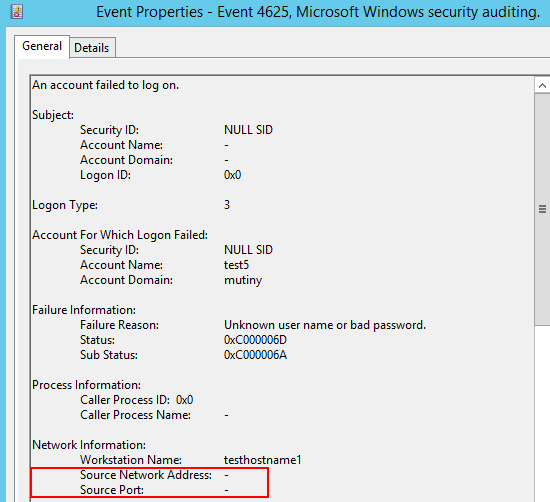 Event Properties - Event 4625, Microsoft Windows security auditing.
General Details
An account failed to log on.
Subject:
Security ID: NULL SID
Account Name: -
Account Domain: -
Logon ID: 0x0
Logon Type: 3
Account For Which Logon Failed:
Security ID: NULL SID
Account Name: test5
Account Domain: mutiny
Failure Information:
Failure Reason: Unknown user name or bad password.
Status: 0xC000006D
Sub Status: 0xC000006A
Process Information:
Caller Process ID: 0x0
Caller Process Name: -
Network Information:
Workstation Name: testhostname1
Source Network Address: -
Source Port: -